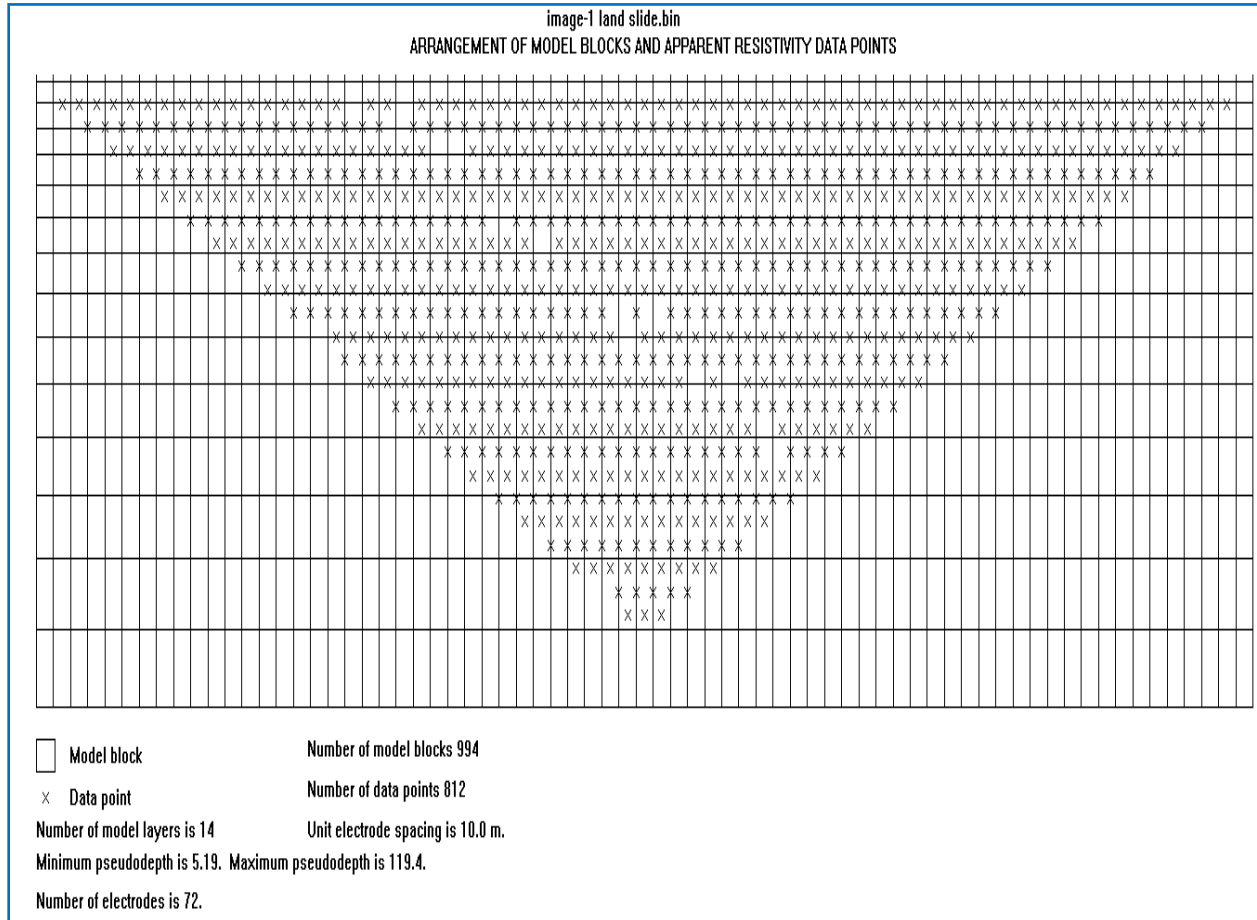 image-1 land slide.bin
ARRANGEMENT OF MODEL BLOCKS AND APPARENT RESISTIVITY DATA POINTS
Model block
Number of model blocks 994
x Data point
Number of data points 812
Number of model layers is 14
Unit electrode spacing is 10.0 m.
Minimum pseudodepth is 5.19. Maximum pseudodepth is 119.4.
Number of electrodes is 72.